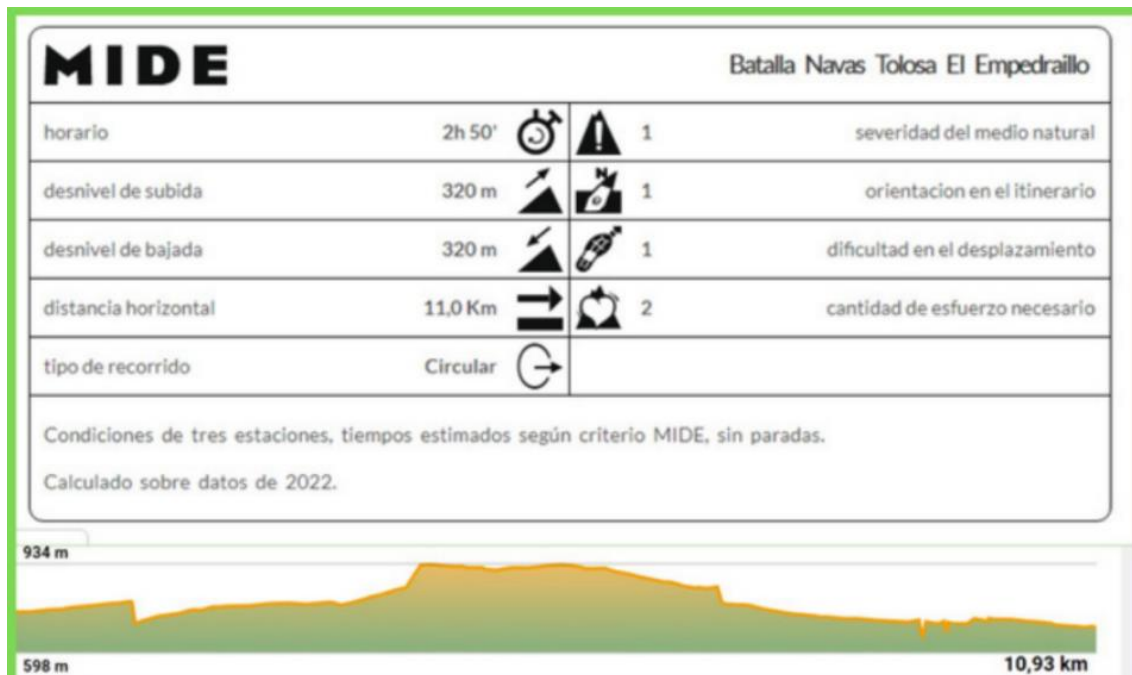 MIDE
Batalla Navas Tolosa El Empedraillo
horario 2h 50' 1 severidad del medio natural
desnivel de subida 320 m N 1 orientacion en el itinerario
desnivel de bajada 320 m 1 dificultad en el desplazamiento
distancia horizontal 11,0 Km 2 cantidad de esfuerzo necesario
tipo de recorrido Circular
Condiciones de tres estaciones, tiempos estimados según criterio MIDE, sin paradas.
Calculado sobre datos de 2022.
934 m
598 m 10,93 km